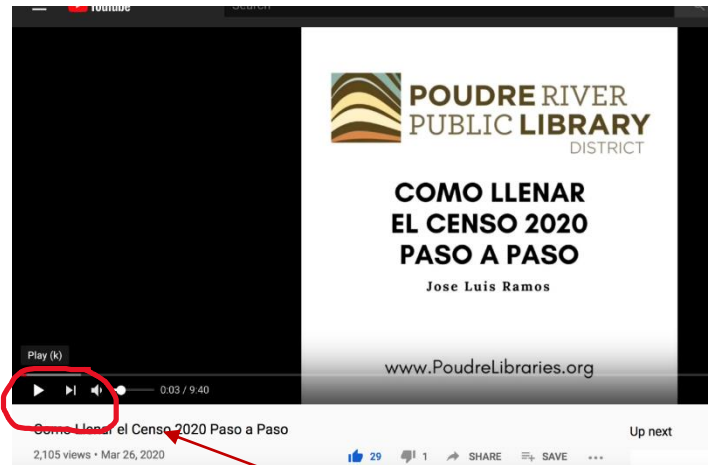 YouTube
Search
POUDRE RIVER
PUBLIC LIBRARY
DISTRICT
COMO LLENAR
EL CENSO 2020
PASO A PASO
Jose Luis Ramos
www.PoudreLibraries.org
Play (k)
0:03 / 9:40
Como Llenar el Censo 2020 Paso a Paso
Up next
2,105 views • Mar 26, 2020
29 1 SHARE SAVE